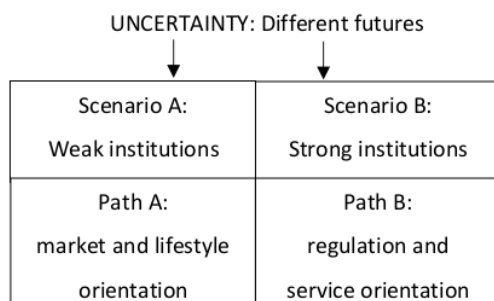 UNCERTAINTY: Different futures
Scenario A:
Weak institutions
Scenario B:
Strong institutions
Path A:
market and lifestyle
orientation
Path B:
regulation and
service orientation